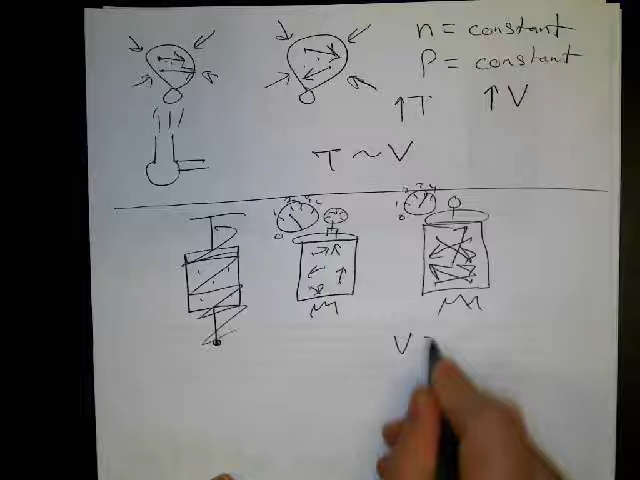 n = constant
P = constant
↑T ↑V
T ~ V
V